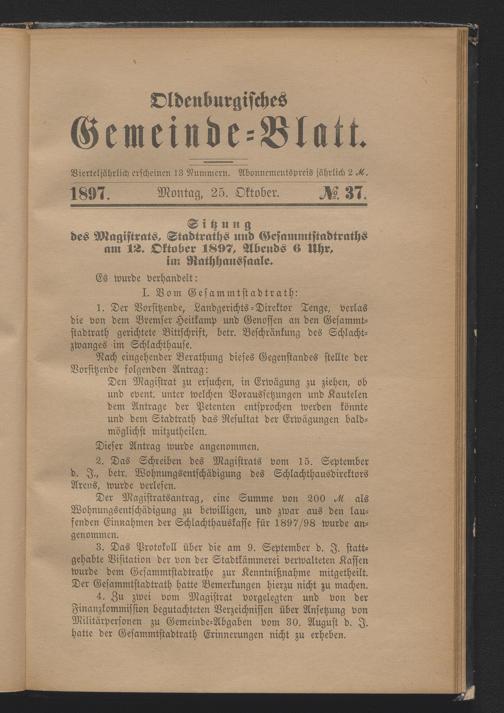 Oldenburgisches
Gemeinde-Blatt.
Vierteljährlich erscheinen 13 Nummern. Abonnementspreis jährlich 2 ℳ.
1897. Montag, 25. Oktober. № 37.
Sitzung
des Magistrats, Stadtraths und Gesammtstadtraths
am 12. Oktober 1897, Abends 6 Uhr,
im Rathhaussaale.
Es wurde verhandelt:
I. Vom Gesammtstadtrath:
1. Der Vorsitzende, Landgerichts-Direktor Tenge, verlas
die von dem Bremser Heitkamp und Genossen an den Gesammt-
stadtrath gerichtete Bittschrift, betr. Beschränkung des Schlacht-
zwanges im Schlachthause.
Nach eingehender Berathung dieses Gegenstandes stellte der
Vorsitzende folgenden Antrag:
Den Magistrat zu ersuchen, in Erwägung zu ziehen, ob
und event. unter welchen Voraussetzungen und Kautelen
dem Antrage der Petenten entsprochen werden könnte
und dem Stadtrath das Resultat der Erwägungen bald-
möglichst mitzutheilen.
Dieser Antrag wurde angenommen.
2. Das Schreiben des Magistrats vom 15. September
d. J., betr. Wohnungsentschädigung des Schlachthausdirektors
Arens, wurde verlesen.
Der Magistratsantrag, eine Summe von 200 ℳ als
Wohnungsentschädigung zu bewilligen, und zwar aus den lau-
fenden Einnahmen der Schlachthauskasse für 1897/98 wurde an-
genommen.
3. Das Protokoll über die am 9. September d. J. statt-
gehabte Visitation der von der Stadtkämmerei verwalteten Kassen
wurde dem Gesammtstadtrathe zur Kenntnißnahme mitgetheilt.
Der Gesammtstadtrath hatte Bemerkungen hierzu nicht zu machen.
4. Zu zwei vom Magistrat vorgelegten und von der
Finanzkommission begutachteten Verzeichnissen über Ansetzung von
Militärpersonen zu Gemeinde-Abgaben vom 30. August d. J.
hatte der Gesammtstadtrath Erinnerungen nicht zu erheben.